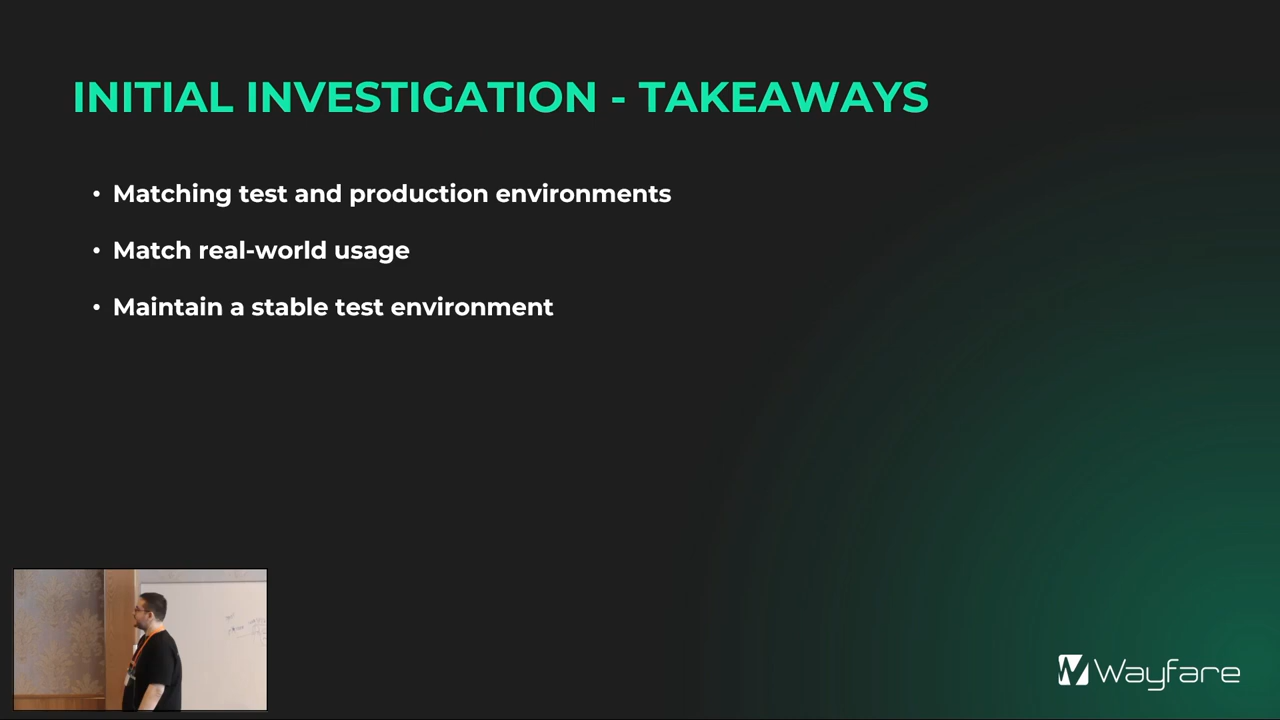 INITIAL INVESTIGATION - TAKEAWAYS
• Matching test and production environments
• Match real-world usage
• Maintain a stable test environment
Wayfare